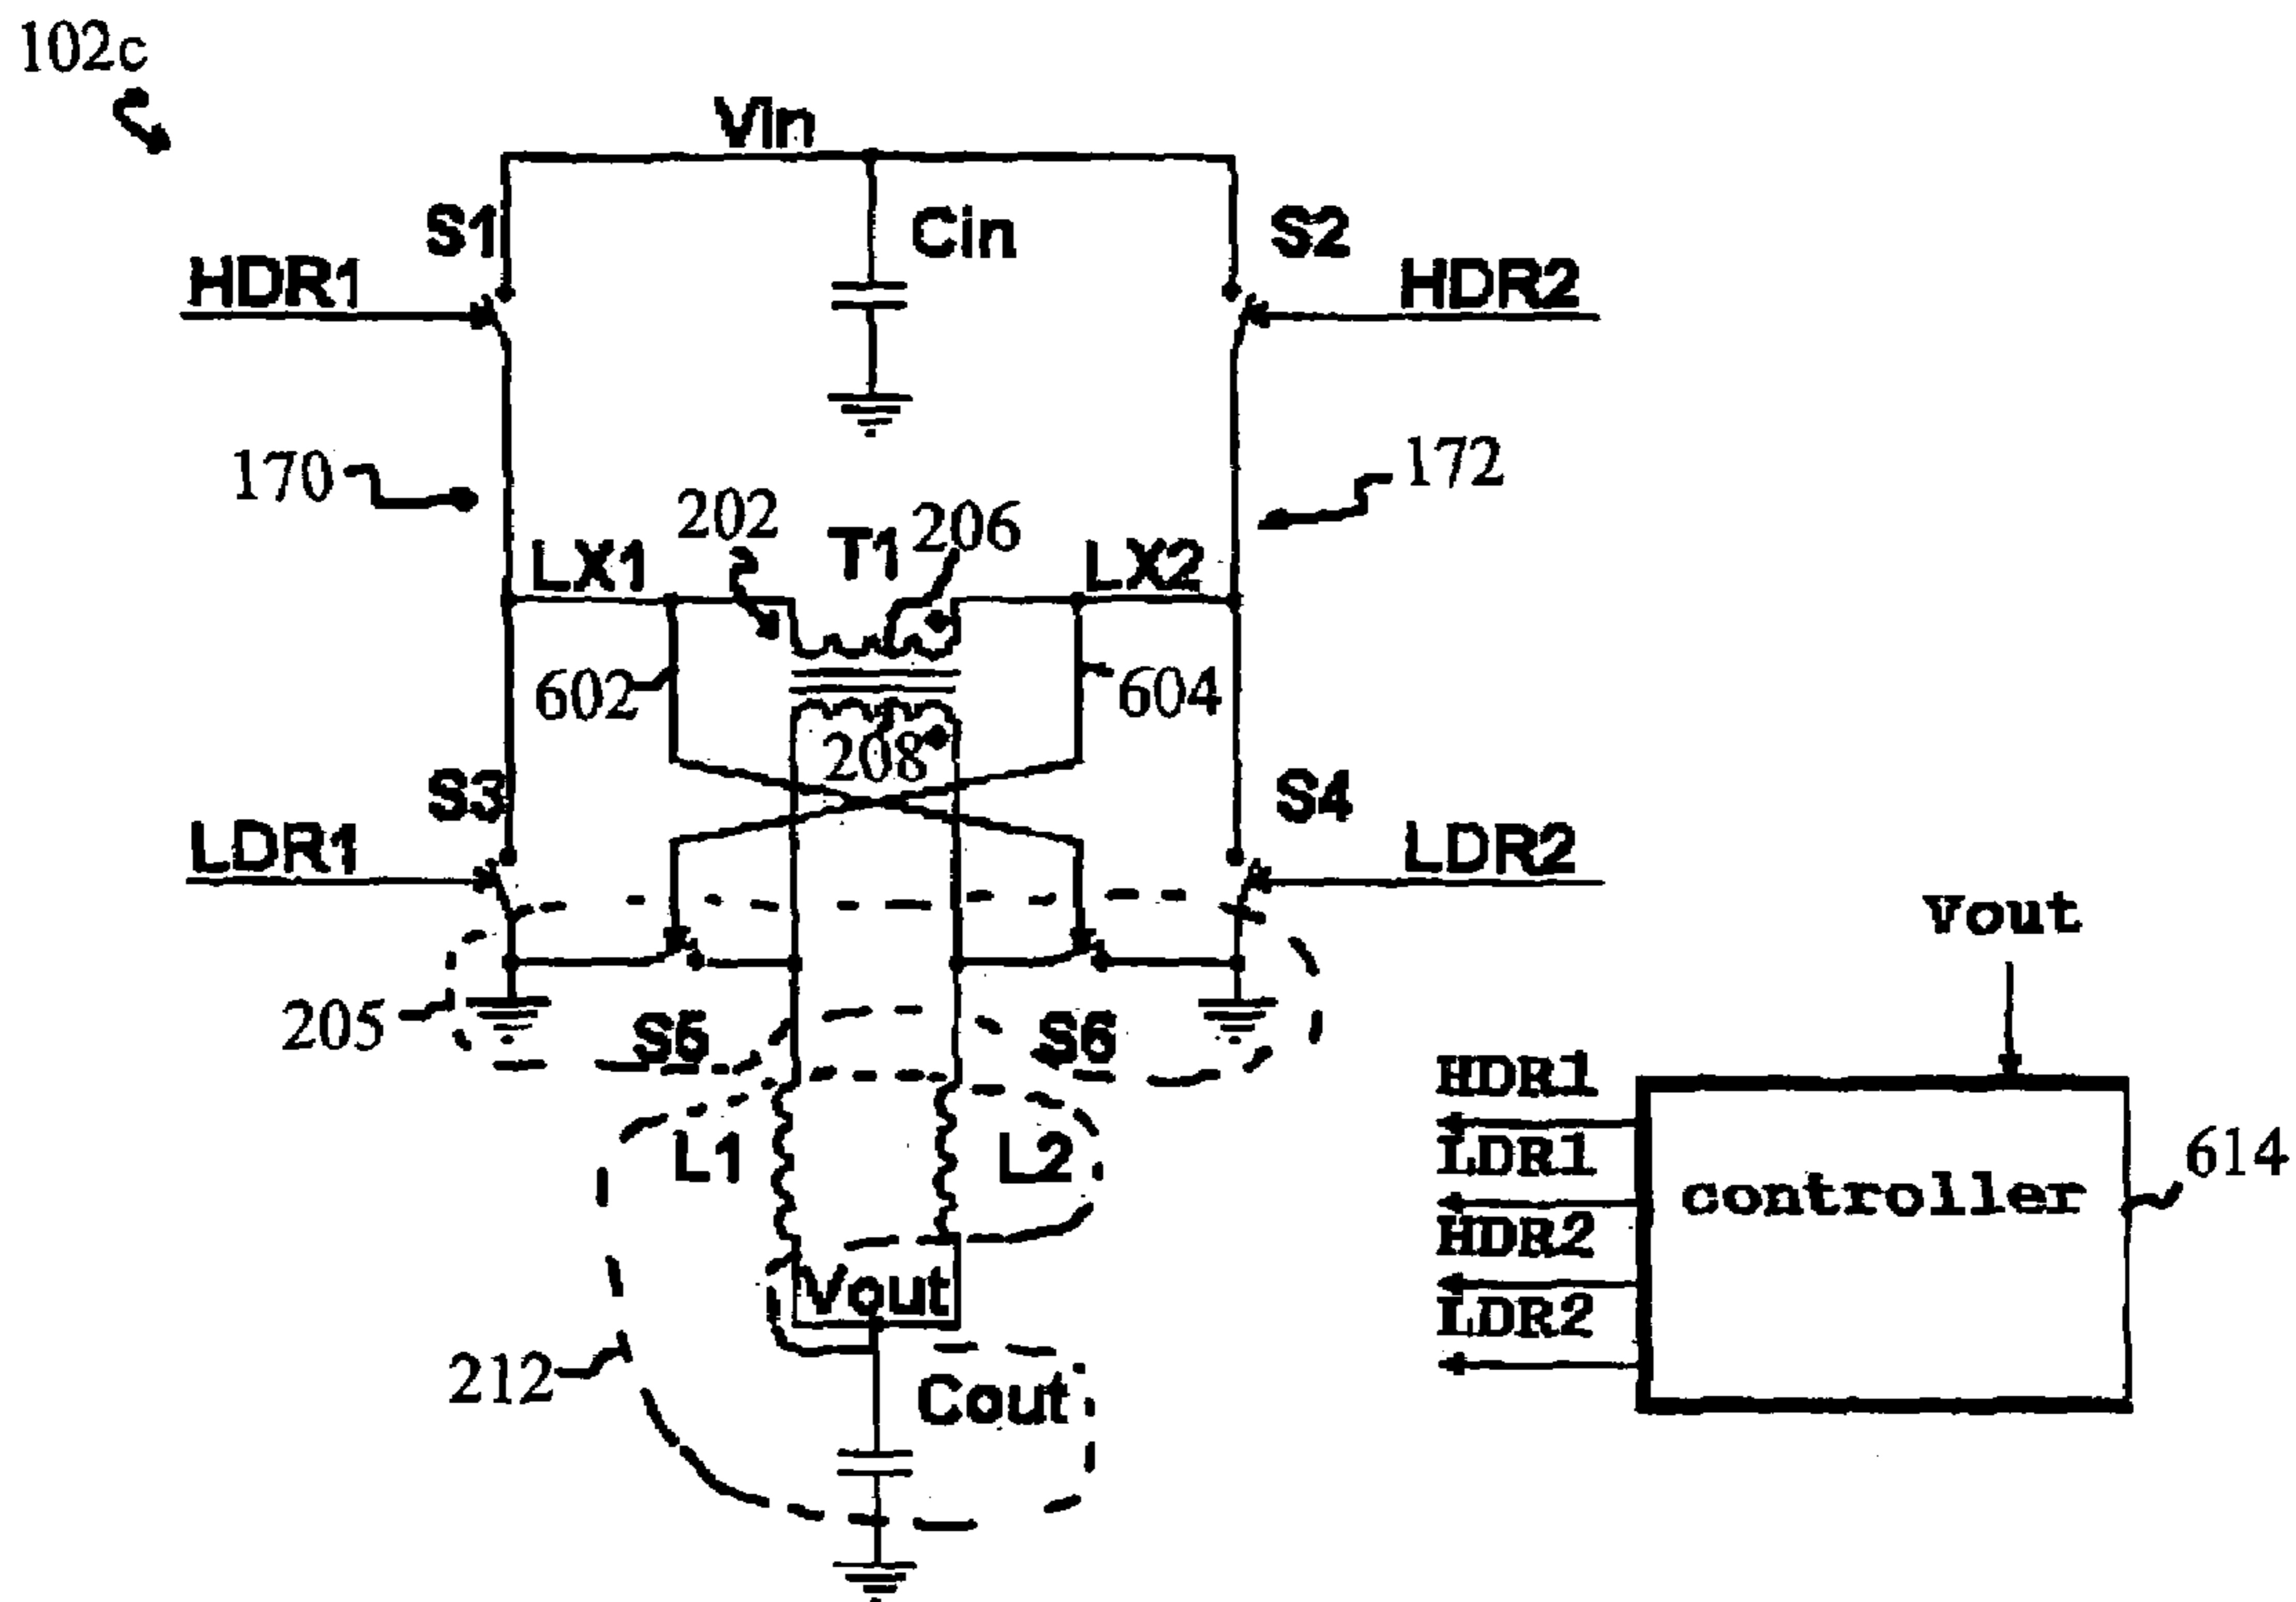 102c
Vin
S1
Cin
S2
HDR1
HDR2
170
202
T1
206
172
LX1
LX2
602
604
208
S3
S4
LDR1
LDR2
Vout
205
S5
S6
HDR1
L1
L2
LDR1
controller
614
HDR2
Vout
LDR2
212
Cout